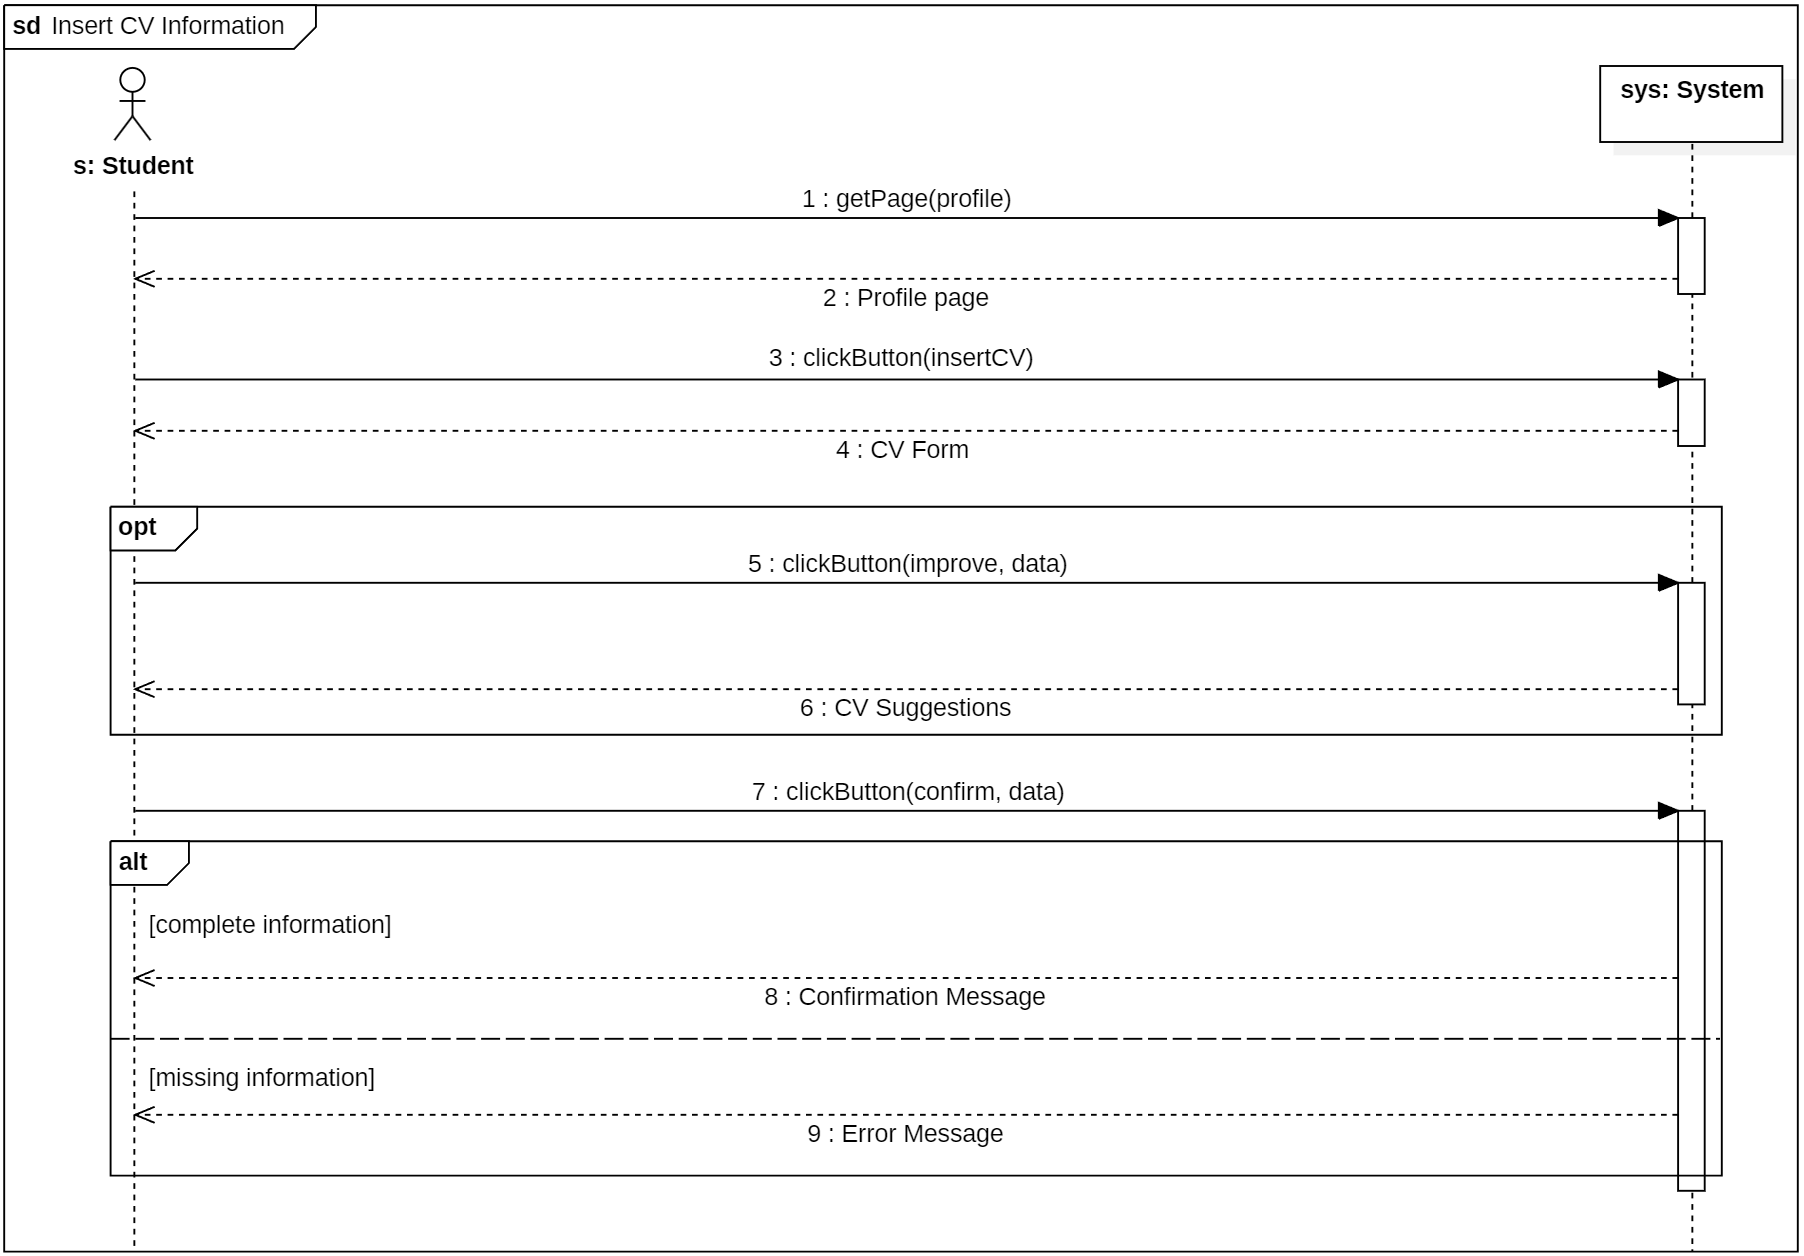 sd Insert CV Information
s: Student
sys: System
1 : getPage(profile)
2 : Profile page
3 : clickButton(insertCV)
4 : CV Form
opt
5 : clickButton(improve, data)
6 : CV Suggestions
7 : clickButton(confirm, data)
alt
[complete information]
8 : Confirmation Message
[missing information]
9 : Error Message